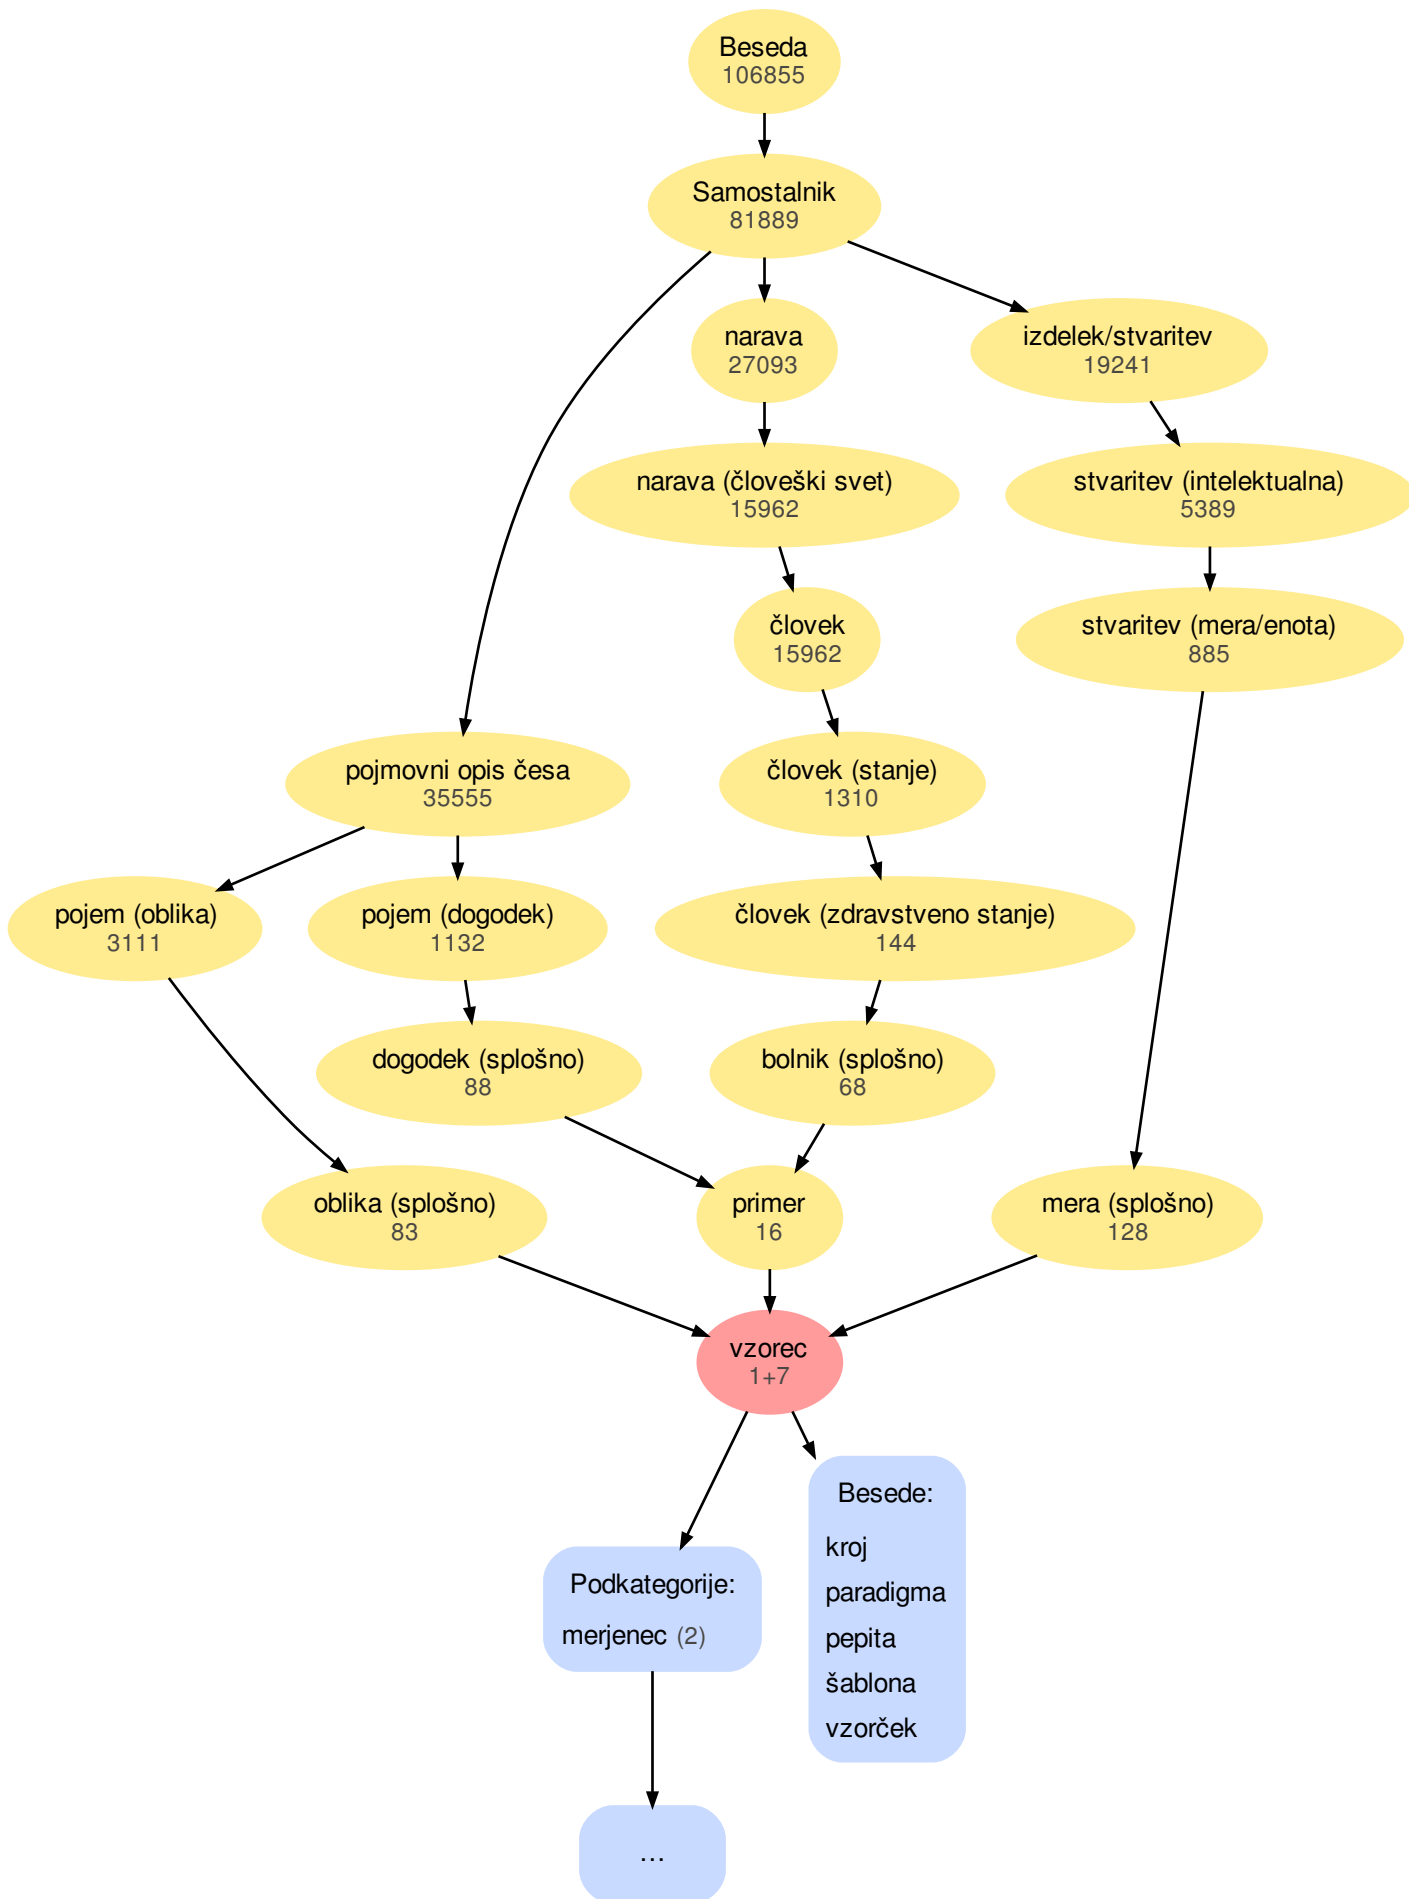 Beseda
106855
Samostalnik
81889
narava
27093
izdelek/stvaritev
19241
narava (človeški svet)
15962
stvaritev (intelektualna)
5389
človek
15962
stvaritev (mera/enota)
885
pojmovni opis česa
35555
človek (stanje)
1310
pojem (oblika)
3111
pojem (dogodek)
1132
človek (zdravstveno stanje)
144
dogodek (splošno)
88
bolnik (splošno)
68
oblika (splošno)
83
primer
16
mera (splošno)
128
vzorec
1+7
Podkategorije:
merjenec (2)
Besede:
kroj
paradigma
pepita
šablona
vzorček
…